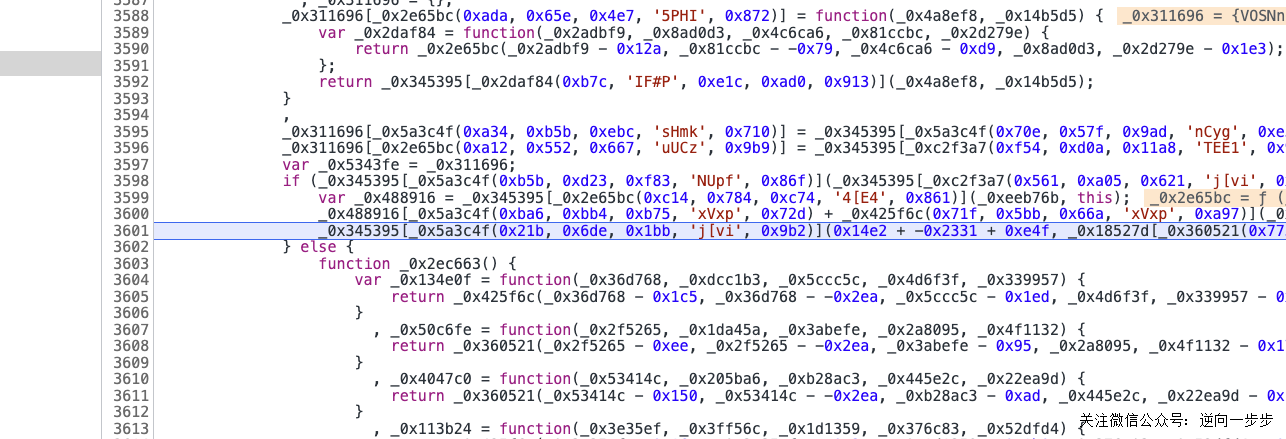 3588 _0x311696[_0x2e65bc(0xada, 0x65e, 0x4e7, '5PHI', 0x872)] = function(_0x4a8ef8, _0x14b5d5) { _0x311696 = {VOSNn
3589 var _0x2daf84 = function(_0x2adbf9, _0x8ad0d3, _0x4c6ca6, _0x81ccbc, _0x2d279e) {
3590 return _0x2e65bc(_0x2adbf9 - 0x12a, _0x81ccbc - -0x79, _0x4c6ca6 - 0xd9, _0x8ad0d3, _0x2d279e - 0x1e3);
3591 };
3592 return _0x345395[_0x2daf84(0xb7c, 'IF#P', 0xe1c, 0xad0, 0x913)](_0x4a8ef8, _0x14b5d5);
3593 }
3594 ,
3595 _0x311696[_0x5a3c4f(0xa34, 0xb5b, 0xebc, 'sHmk', 0x710)] = _0x345395[_0x5a3c4f(0x70e, 0x57f, 0x9ad, 'nCyg', 0xe
3596 _0x311696[_0x2e65bc(0xa12, 0x552, 0x667, 'uUCz', 0x9b9)] = _0x345395[_0xc2f3a7(0xf54, 0xd0a, 0x11a8, 'TEE1',
3597 var _0x5343fe = _0x311696;
3598 if (_0x345395[_0x5a3c4f(0xb5b, 0xd23, 0xf83, 'NUpf', 0x86f)](_0x345395[_0xc2f3a7(0x561, 0xa05, 0x621, 'j[vi', 0
3599 var _0x488916 = _0x345395[_0x2e65bc(0xc14, 0x784, 0xc74, '4[E4', 0x861)](_0xeeb76b, this); _0x2e65bc = ƒ (
3600 _0x488916[_0x5a3c4f(0xba6, 0xbb4, 0xb75, 'xVxp', 0x72d) + _0x425f6c(0x71f, 0x5bb, 0x66a, 'xVxp', 0xa97)](_0
3601 _0x345395[_0x5a3c4f(0x21b, 0x6de, 0x1bb, 'j[vi', 0x9b2)](0x14e2 + -0x2331 + 0xe4f, _0x18527d[_0x360521(0x77
3602 } else {
3603 function _0x2ec663() {
3604 var _0x134e0f = function(_0x36d768, _0xdcc1b3, _0x5ccc5c, _0x4d6f3f, _0x339957) {
3605 return _0x425f6c(_0x36d768 - 0x1c5, _0x36d768 - -0x2ea, _0x5ccc5c - 0x1ed, _0x4d6f3f, _0x339957 - 0
3606 }
3607 , _0x50c6fe = function(_0x2f5265, _0x1da45a, _0x3abefe, _0x2a8095, _0x4f1132) {
3608 return _0x360521(_0x2f5265 - 0xee, _0x2f5265 - -0x2ea, _0x3abefe - 0x95, _0x2a8095, _0x4f1132 - 0x1
3609 }
3610 , _0x4047c0 = function(_0x53414c, _0x205ba6, _0xb28ac3, _0x445e2c, _0x22ea9d) {
3611 return _0x360521(_0x53414c - 0x150, _0x53414c - -0x2ea, _0xb28ac3 - 0xad, _0x445e2c, _0x22ea9d - 0x
3612 }
3613 , _0x113b24 = function(_0x3e35ef, _0x3ff56c, _0x1d1359, _0x376c83, _0x52dfd4) {
关注微信公众号：逆向一步步